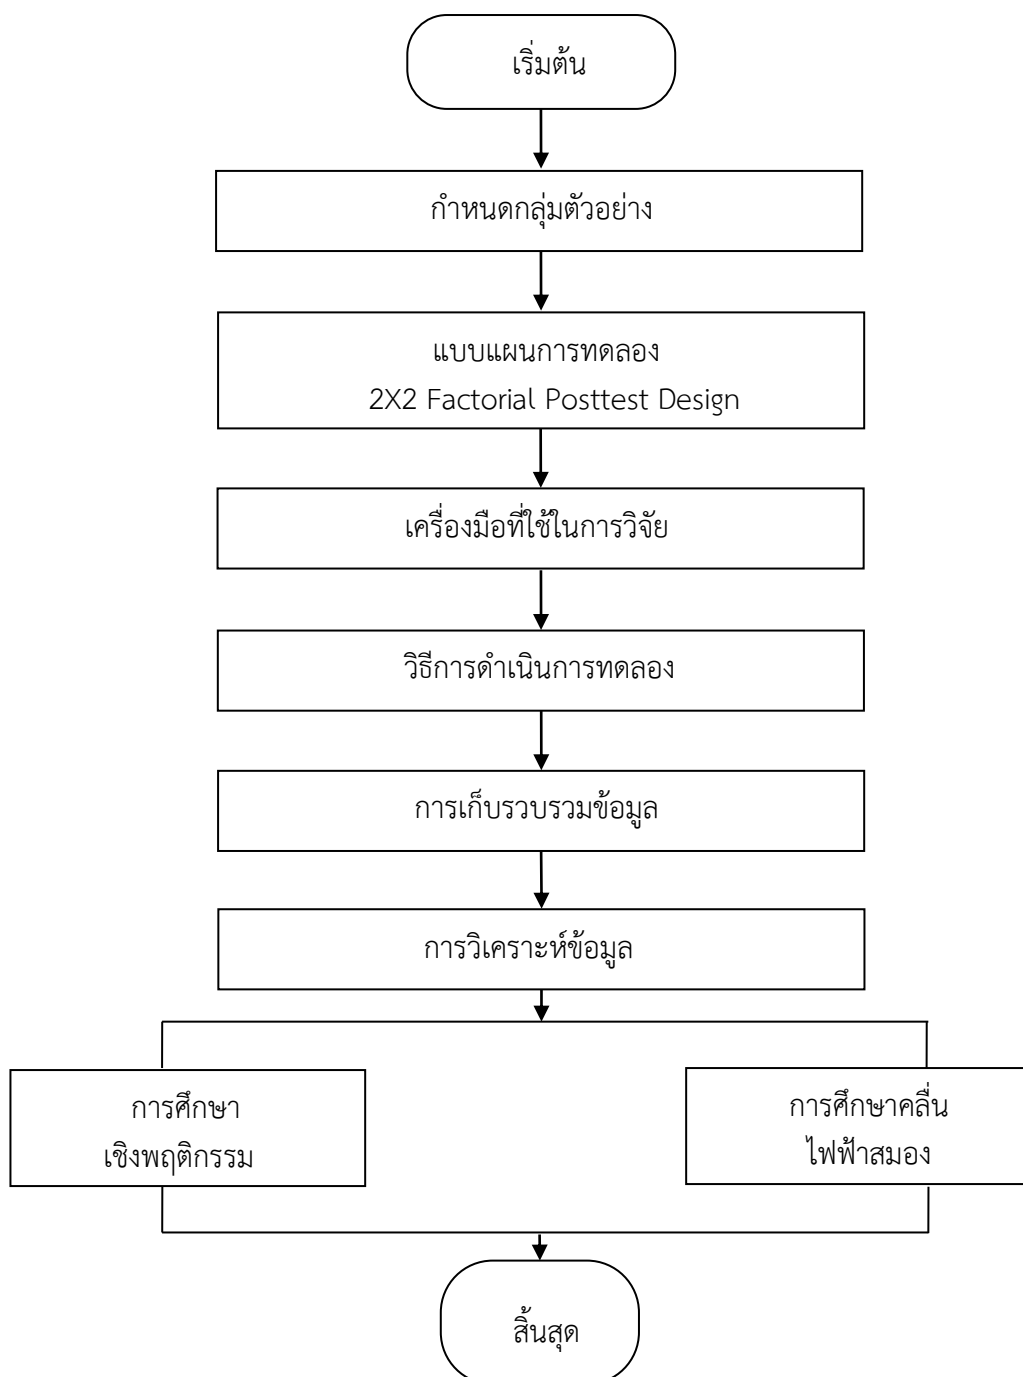 เริ่มต้น
กำหนดกลุ่มตัวอย่าง
แบบแผนการทดลอง
2X2 Factorial Posttest Design
เครื่องมือที่ใช้ในการวิจัย
วิธีการดำเนินการทดลอง
การเก็บรวบรวมข้อมูล
การวิเคราะห์ข้อมูล
การศึกษา
เชิงพฤติกรรม
การศึกษาคลื่น
ไฟฟ้าสมอง
สิ้นสุด